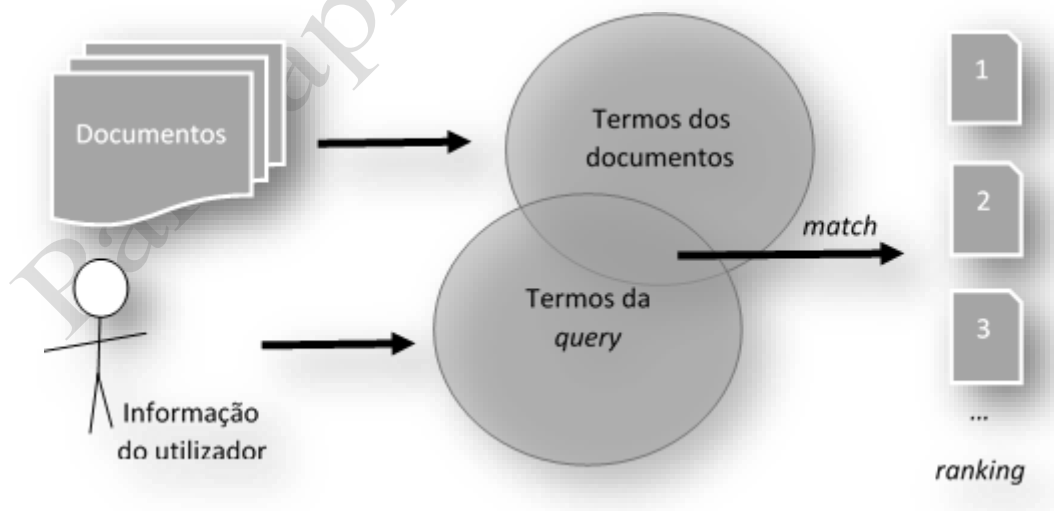 Documentos
Termos dos
documentos
1
2
match
Termos da
query
3
Informação
do utilizador
...
ranking